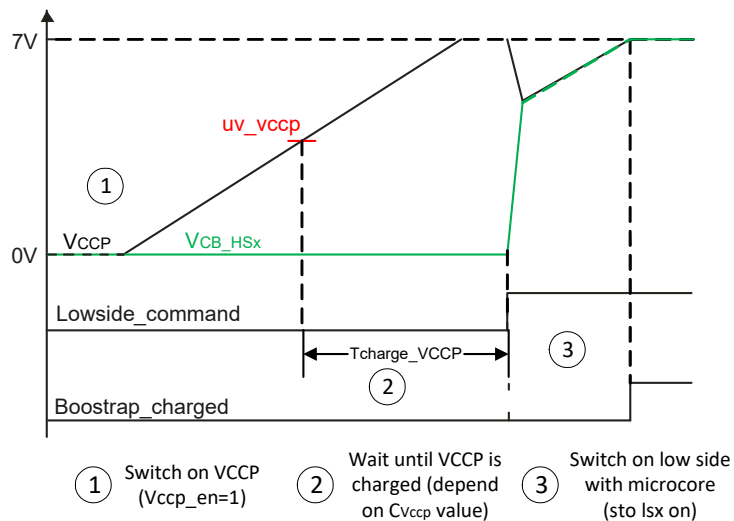 7V
uv_vccp
1
VCCP
VCB_HSx
0V
Lowside_command
Tcharge_VCCP
3
2
Boostrap_charged
1
Switch on VCCP
(Vccp_en=1)
2
Wait until VCCP is
charged (depend
on CVccp value)
3
Switch on low side
with microcore
(sto lsx on)